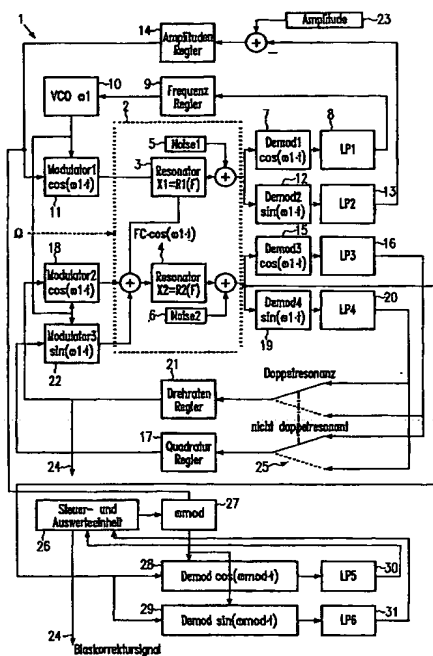 1
14
Amplituden
Regler
Amplitude
23
10
VCO ω1
9
Frequenz
Regler
2
7
Demod1
cos(ω1·t)
8
LP1
5
Noise1
3
Resonator
X1=R1(F)
Modulator1
cos(ω1·t)
11
12
Demod2
sin(ω1·t)
LP2
13
Ω
FC·cos(ω1·t)
15
Demod3
cos(ω1·t)
LP3
16
18
Modulator2
cos(ω1·t)
4
Resonator
X2=R2(F)
6
Noise2
Demod4
sin(ω1·t)
19
LP4
20
Modulator3
sin(ω1·t)
22
21
Drehraten
Regler
Doppelresonanz
nicht doppelresonant
17
Quadratur
Regler
25
24
Steuer- und
Auswerteeinheit
26
ωmod
27
28
Demod cos(ωmod·t)
LP5
30
29
Demod sin(ωmod·t)
LP6
31
24
Biaskorrektursignal